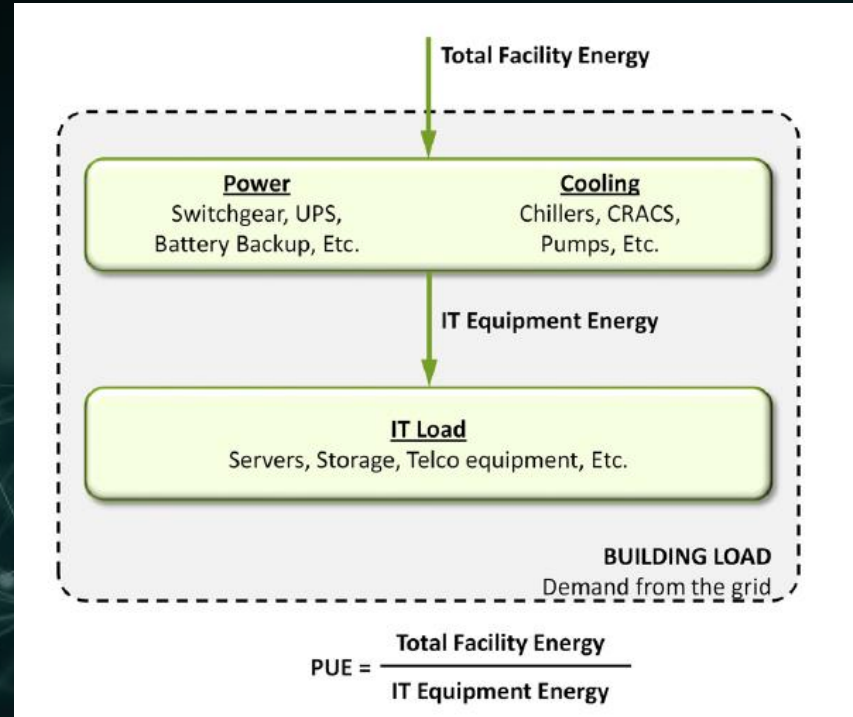 Total Facility Energy
Power
Switchgear, UPS,
Battery Backup, Etc.
Cooling
Chillers, CRACS,
Pumps, Etc.
IT Equipment Energy
IT Load
Servers, Storage, Telco equipment, Etc.
BUILDING LOAD
Demand from the grid
Total Facility Energy
PUE =
IT Equipment Energy